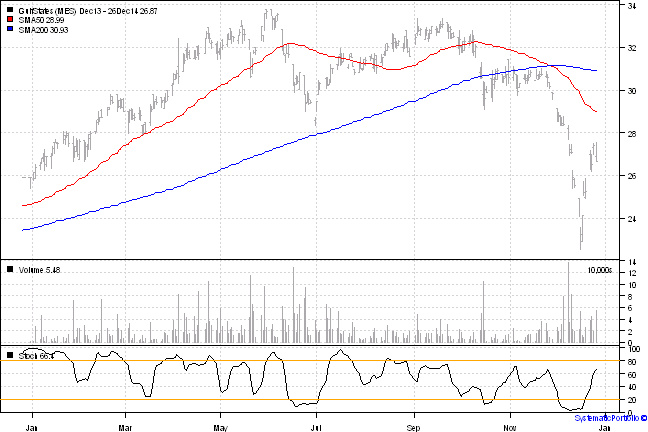 GulfStates (MES) Dec13 - 26Dec14 26.87
SMA50 28.99
SMA200 30.93
34
32
30
28
26
24
Volume 5.48
10,000s
14
12
10
8
6
4
2
0
Stoch 66.4
100
80
60
40
20
0
Jan Mar May Jul Sep Nov Jan
SystematicPortfolio ©